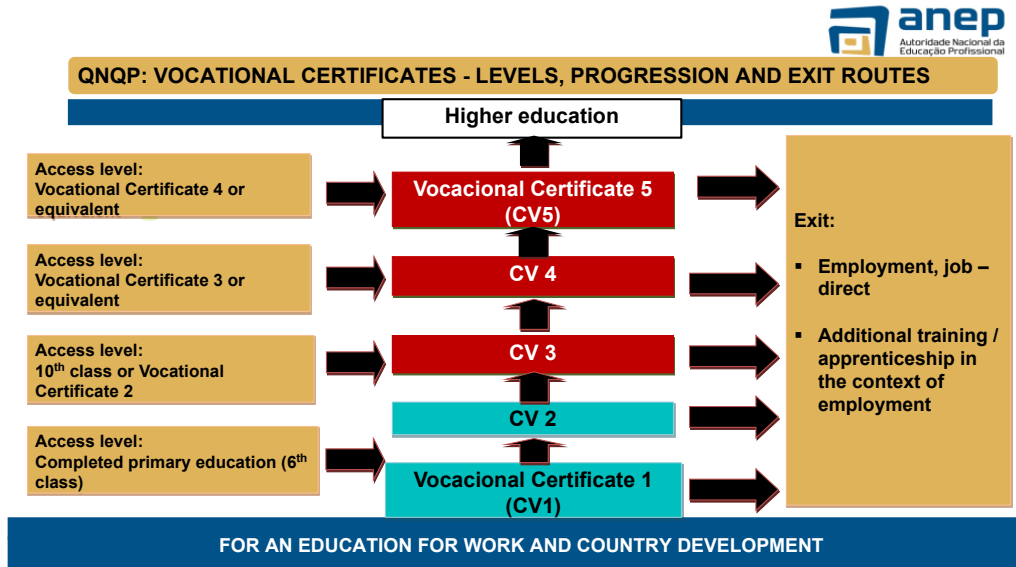 anep
Autoridade Nacional da
Educação Profissional
QNQP: VOCATIONAL CERTIFICATES - LEVELS, PROGRESSION AND EXIT ROUTES
Higher education
Access level:
Vocational Certificate 4 or
equivalent
Vocacional Certificate 5
(CV5)
Access level:
Vocational Certificate 3 or
equivalent
CV 4
Access level:
10th class or Vocational
Certificate 2
CV 3
CV 2
Access level:
Completed primary education (6th
class)
Vocacional Certificate 1
(CV1)
Exit:
▪ Employment, job –
direct
▪ Additional training /
apprenticeship in
the context of
employment
FOR AN EDUCATION FOR WORK AND COUNTRY DEVELOPMENT